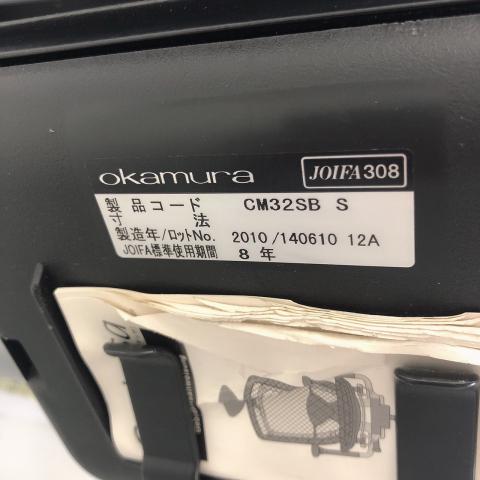 okamura JOIFA308
製品コード CM32SB S
寸法
製造年/ロットNo. 2010/140610 12A
JOIFA標準使用期間 8 年